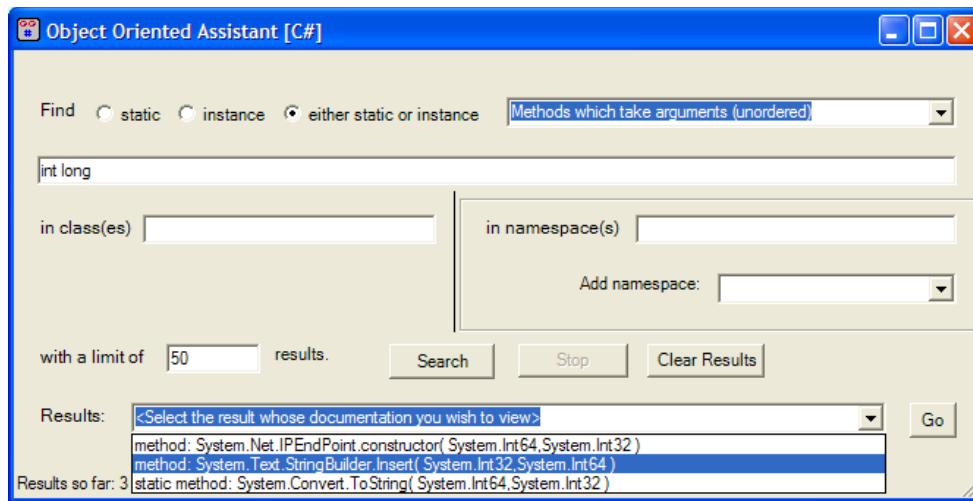 Object Oriented Assistant [C#]
Find static instance either static or instance Methods which take arguments (unordered)
int long
in class(es) in namespace(s)
Add namespace:
with a limit of 50 results. Search Stop Clear Results
Results: <Select the result whose documentation you wish to view> Go
method: System.Net.IPEndPoint.constructor( System.Int64,System.Int32 )
method: System.Text.StringBuilder.Insert( System.Int32,System.Int64 )
Results so far: 3 static method: System.Convert.ToString( System.Int64,System.Int32 )